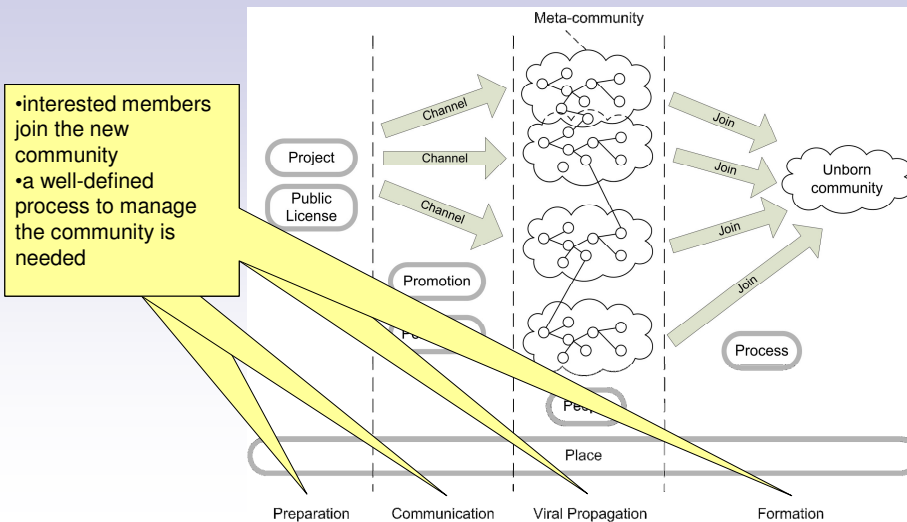 Meta-community
•interested members
join the new
community
•a well-defined
process to manage
the community is
needed
Project
Public
License
Channel
Channel
Channel
Join
Join
Join
Join
Unborn
community
Promotion
Process
Place
Preparation
Communication
Viral Propagation
Formation